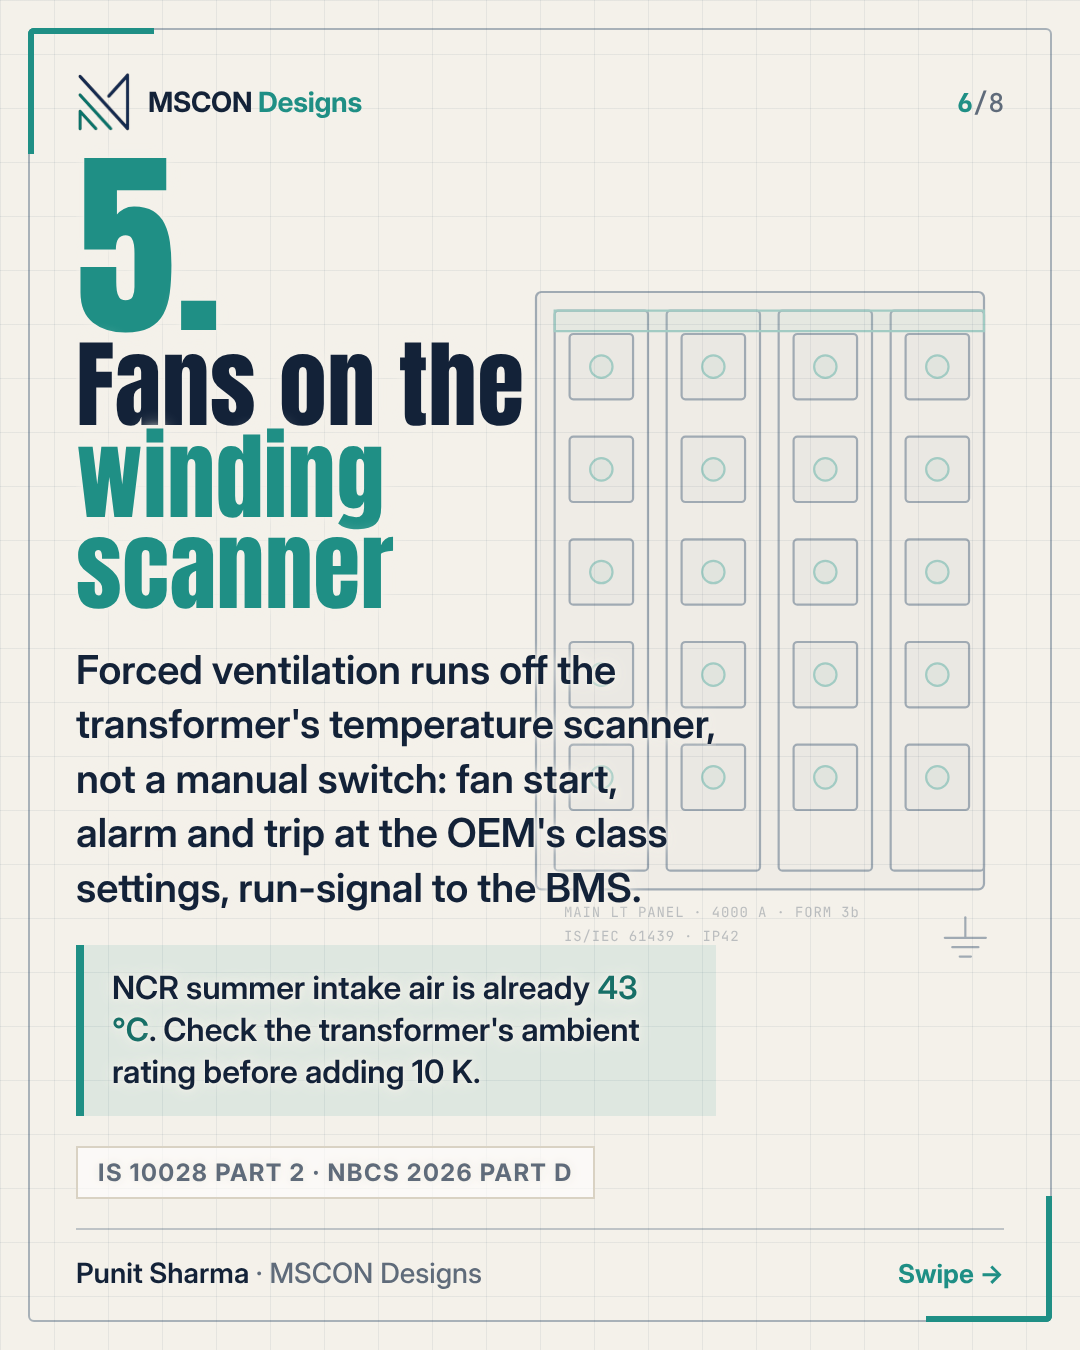 MSCON Designs
6/8
5.
Fans on the
winding
scanner
Forced ventilation runs off the
transformer's temperature scanner,
not a manual switch: fan start,
alarm and trip at the OEM's class
settings, run-signal to the BMS.
MAIN LT PANEL · 4000 A · FORM 3b
IS/IEC 61439 · IP42
NCR summer intake air is already 43
°C. Check the transformer's ambient
rating before adding 10 K.
IS 10028 PART 2 · NBCS 2026 PART D
Punit Sharma · MSCON Designs
Swipe →